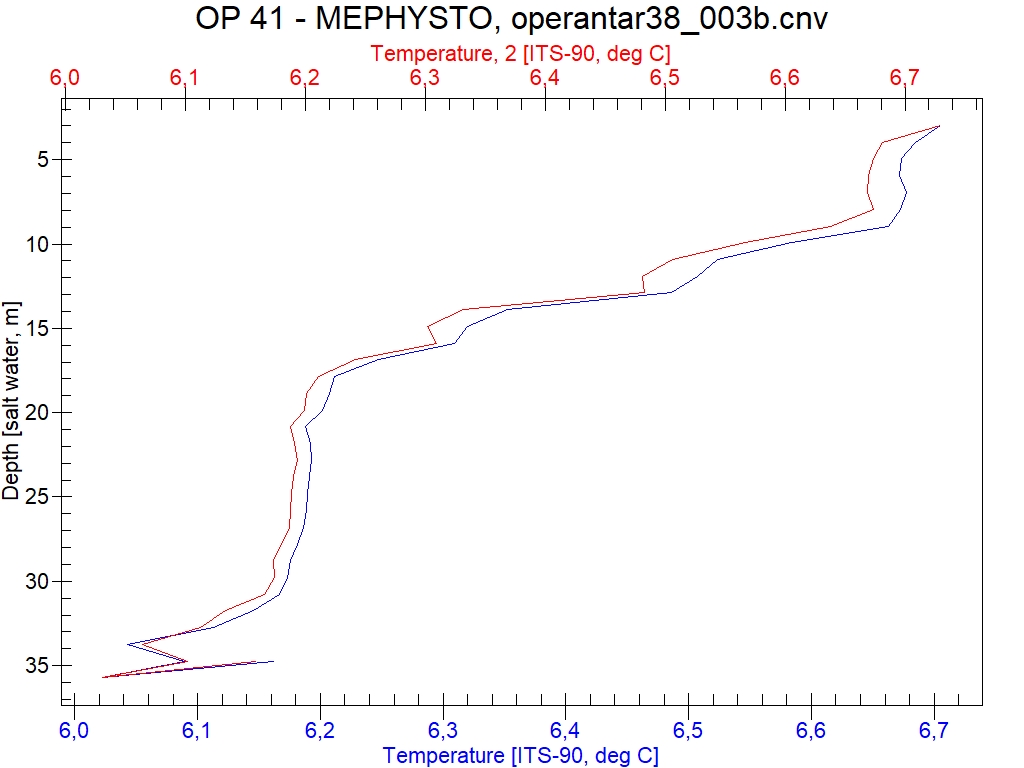 OP 41 - MEPHYSTO, operantar38_003b.cnv
Temperature, 2 [ITS-90, deg C]
6,0 6,1 6,2 6,3 6,4 6,5 6,6 6,7
Depth [salt water, m]
5
10
15
20
25
30
35
6,0 6,1 6,2 6,3 6,4 6,5 6,6 6,7
Temperature [ITS-90, deg C]